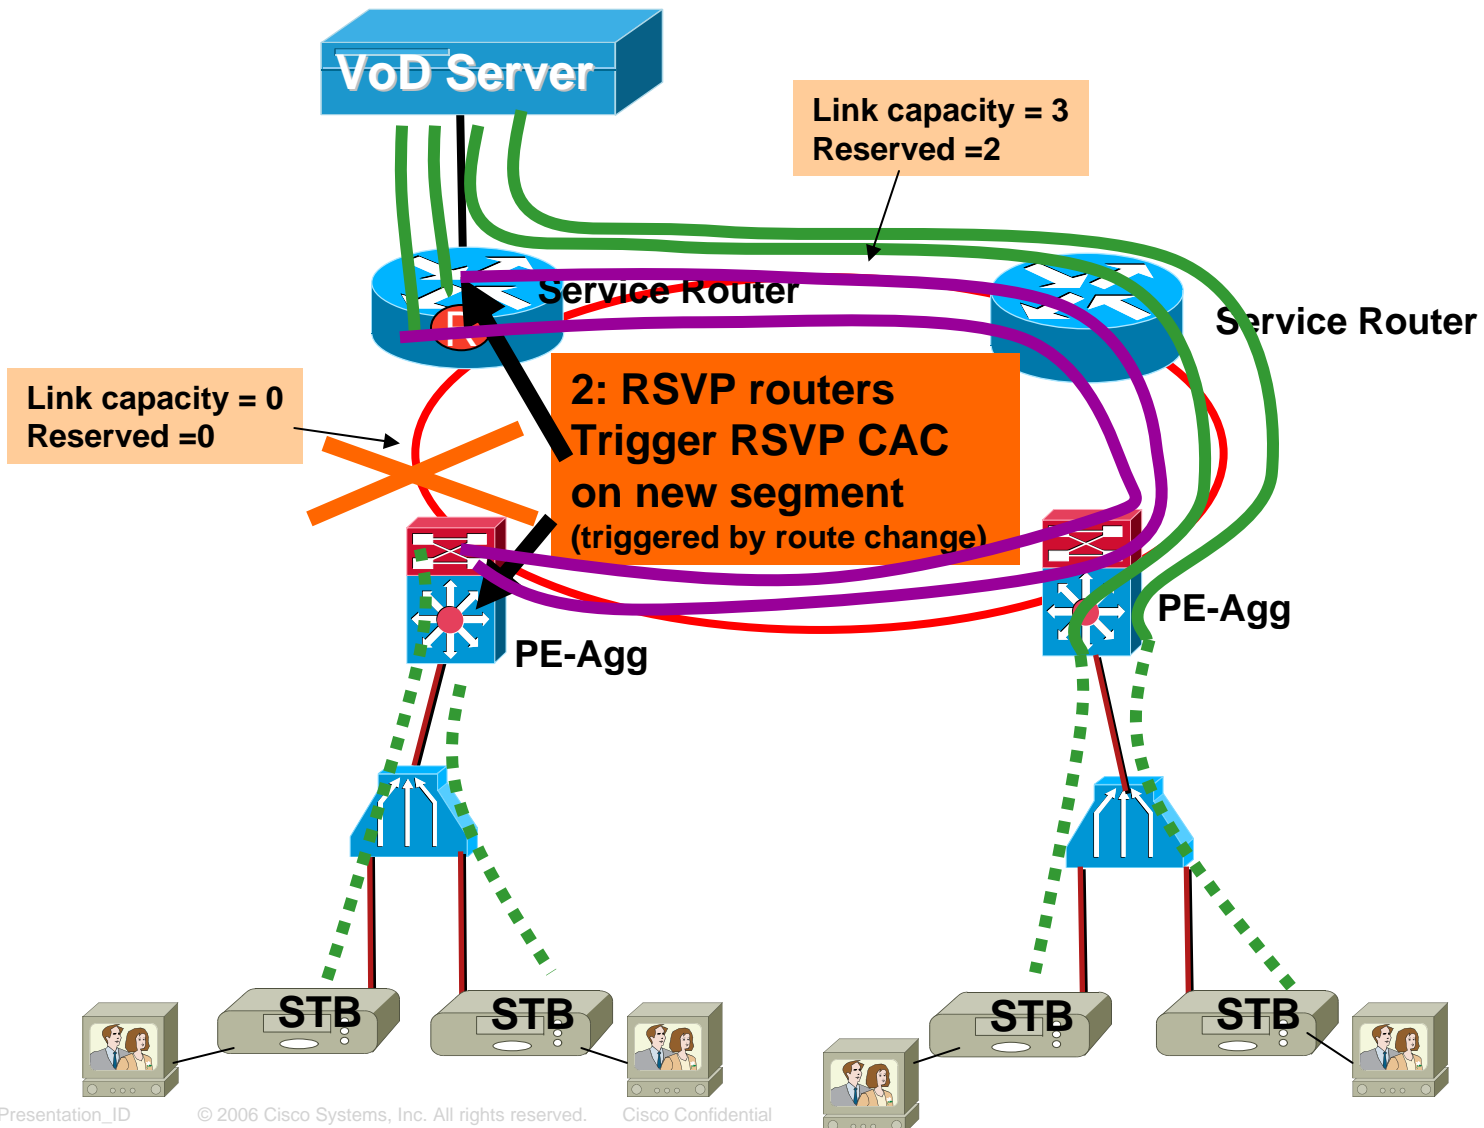 VoD Server
Link capacity = 3
Reserved =2
Service Router
Service Router
R
Link capacity = 0
Reserved =0
2: RSVP routers
Trigger RSVP CAC
on new segment
(triggered by route change)
PE-Agg
PE-Agg
STB
STB
STB
STB
Presentation_ID
© 2006 Cisco Systems, Inc. All rights reserved.
Cisco Confidential